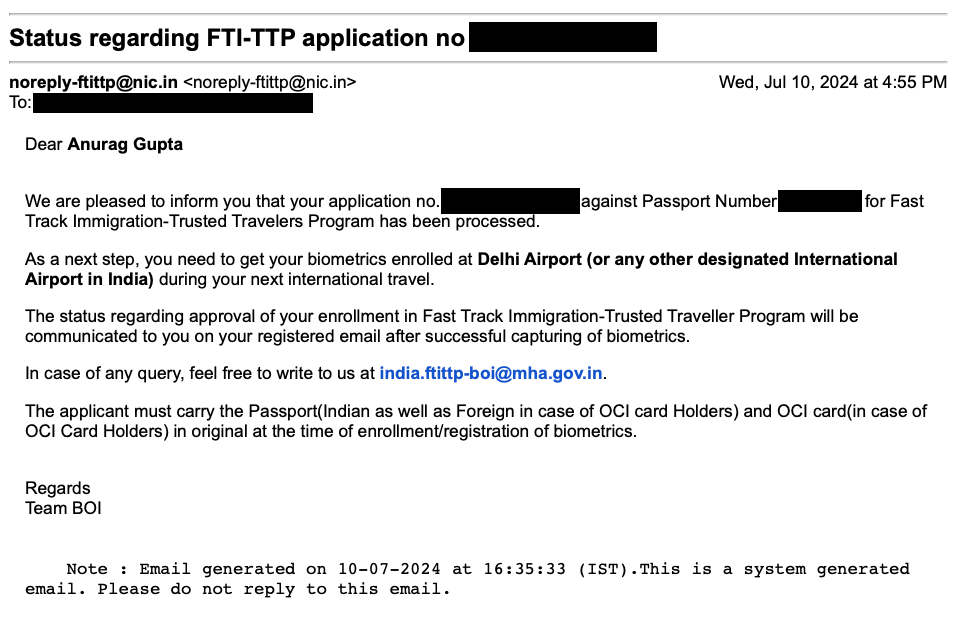 Status regarding FTI-TTP application no
noreply-ftittp@nic.in <noreply-ftittp@nic.in> Wed, Jul 10, 2024 at 4:55 PM
To:
Dear Anurag Gupta
We are pleased to inform you that your application no. against Passport Number for Fast
Track Immigration-Trusted Travelers Program has been processed.
As a next step, you need to get your biometrics enrolled at Delhi Airport (or any other designated International
Airport in India) during your next international travel.
The status regarding approval of your enrollment in Fast Track Immigration-Trusted Traveller Program will be
communicated to you on your registered email after successful capturing of biometrics.
In case of any query, feel free to write to us at india.ftittp-boi@mha.gov.in.
The applicant must carry the Passport(Indian as well as Foreign in case of OCI card Holders) and OCI card(in case of
OCI Card Holders) in original at the time of enrollment/registration of biometrics.
Regards
Team BOI
Note : Email generated on 10-07-2024 at 16:35:33 (IST).This is a system generated
email. Please do not reply to this email.